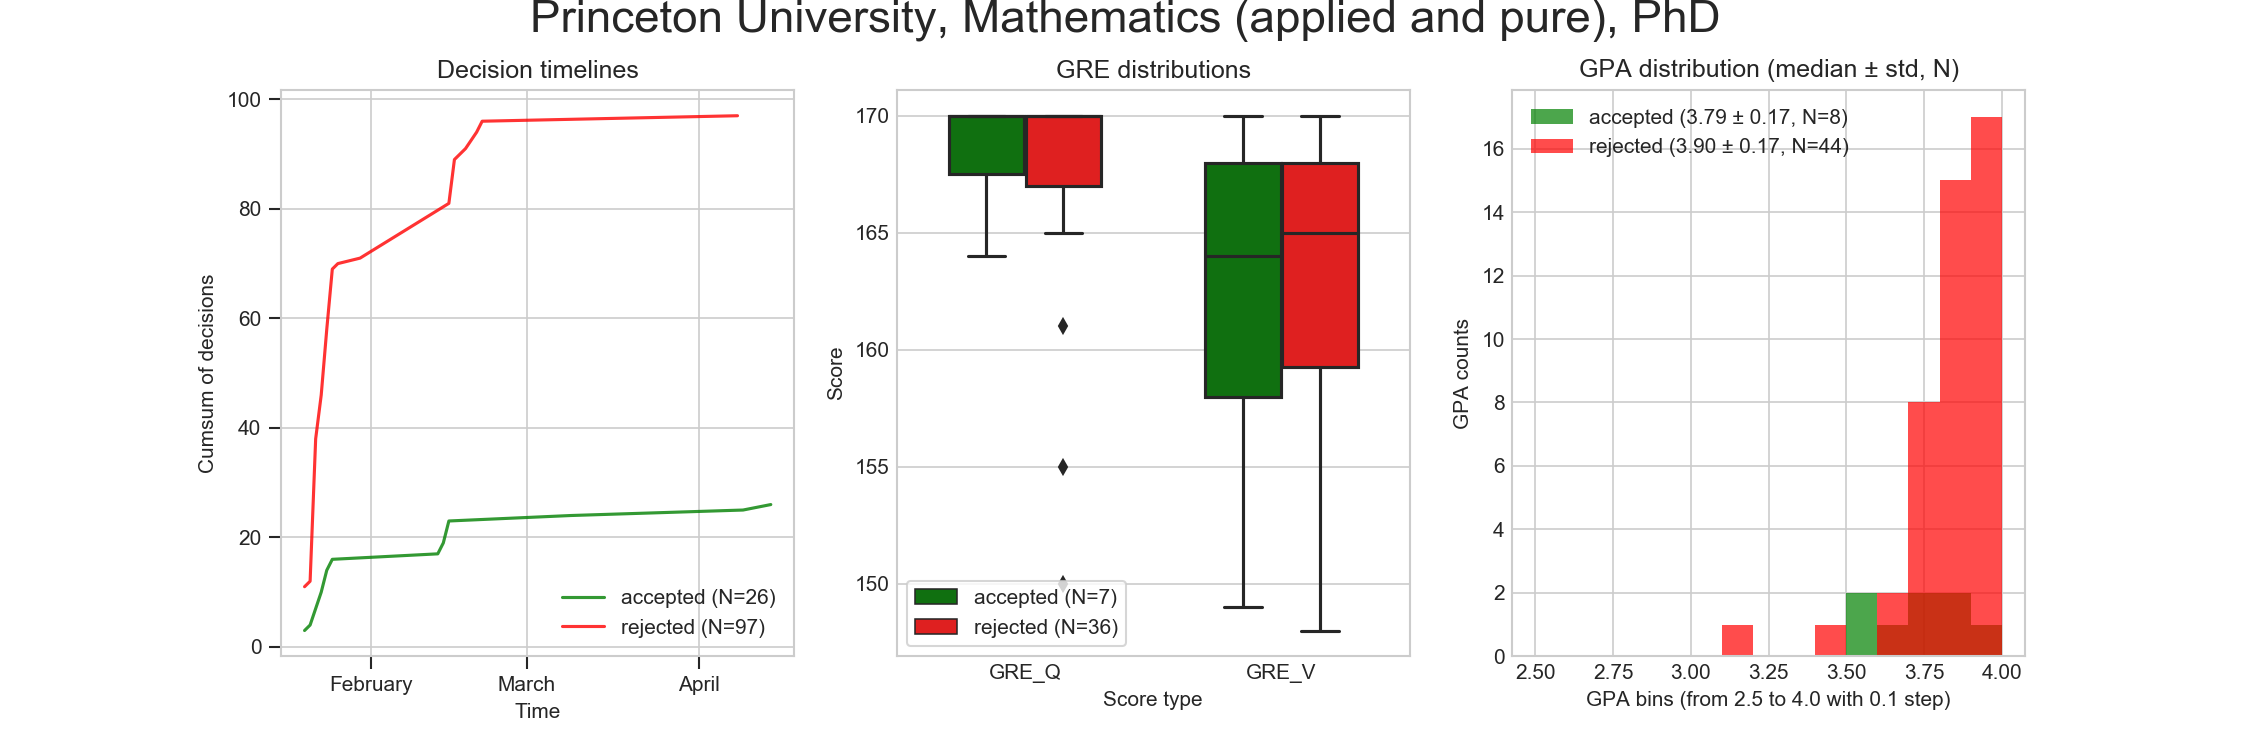 Princeton University, Mathematics (applied and pure), PhD
Decision timelines
100
80
60
40
20
0
Cumsum of decisions
accepted (N=26)
rejected (N=97)
February
March
April
Time
GRE distributions
170
165
160
155
150
Score
accepted (N=7)
rejected (N=36)
GRE_Q
GRE_V
Score type
GPA distribution (median ± std, N)
accepted (3.79 ± 0.17, N=8)
rejected (3.90 ± 0.17, N=44)
16
14
12
10
8
6
4
2
0
GPA counts
2.50
2.75
3.00
3.25
3.50
3.75
4.00
GPA bins (from 2.5 to 4.0 with 0.1 step)